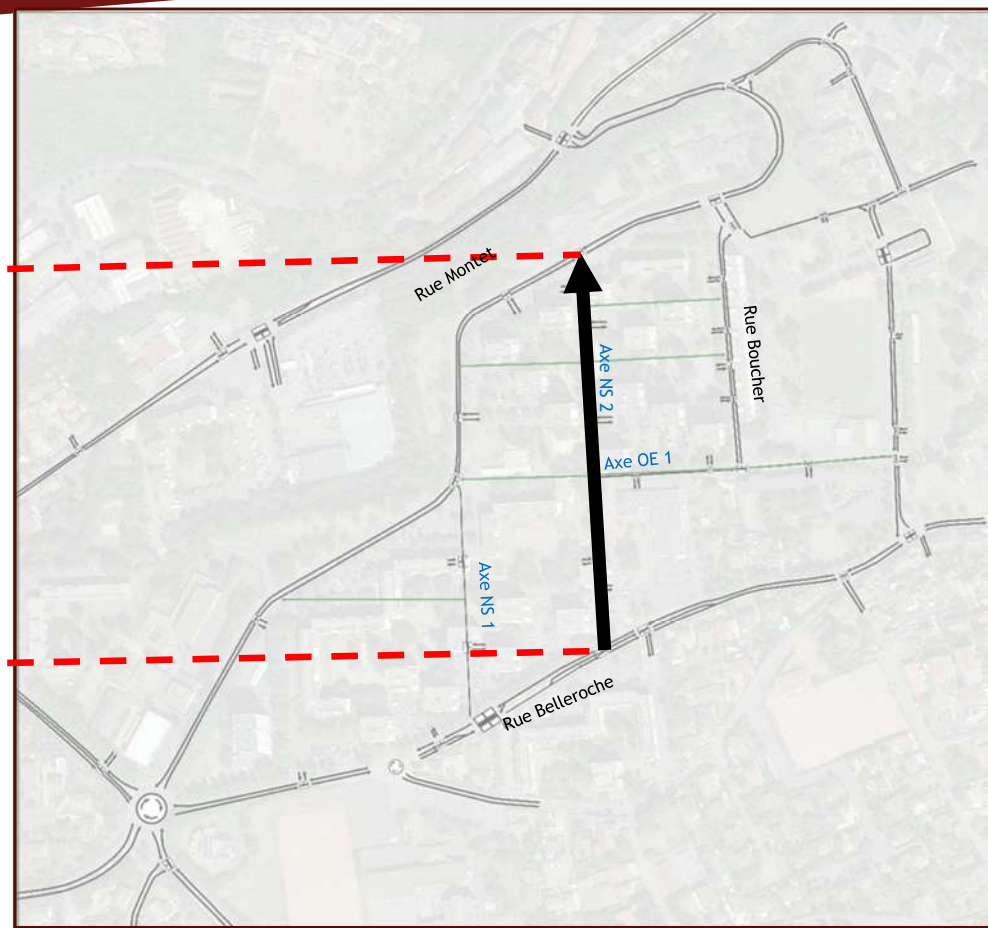 Rue Montet
Rue Boucher
Axe NS 2
Axe OE 1
Axe NS 1
Rue Belleroche